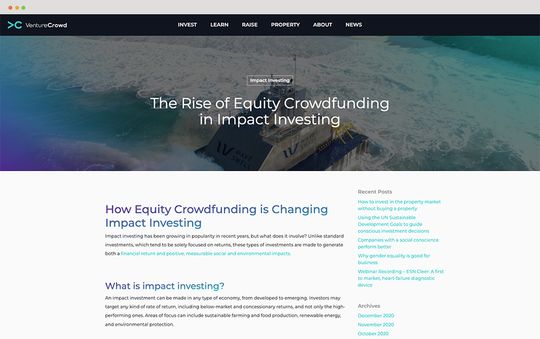 VentureCrowd
INVEST LEARN RAISE PROPERTY ABOUT NEWS
Impact Investing
The Rise of Equity Crowdfunding
in Impact Investing
How Equity Crowdfunding is Changing
Impact Investing
Impact investing has been growing in popularity in recent years, but what does it involve? Unlike standard
investments, which tend to be solely focused on returns, these types of investments are made to generate
both a financial return and positive, measurable social and environmental impacts.
What is impact investing?
An impact investment can be made in any type of economy, from developed to emerging. Investors may
target any kind of rate of return, including below-market and concessionary returns, and not only the high-
performing ones. Areas of focus can include sustainable farming and food production, renewable energy,
and environmental protection.
Recent Posts
How to invest in the property market
without buying a property
Using the UN Sustainable
Development Goals to guide
conscious investment decisions
Companies with a social conscience
perform better
Why gender equality is good for
business
Webinar Recording – ESN Cleer: A first
to market, heart-failure diagnostic
device
Archives
December 2020
November 2020
October 2020